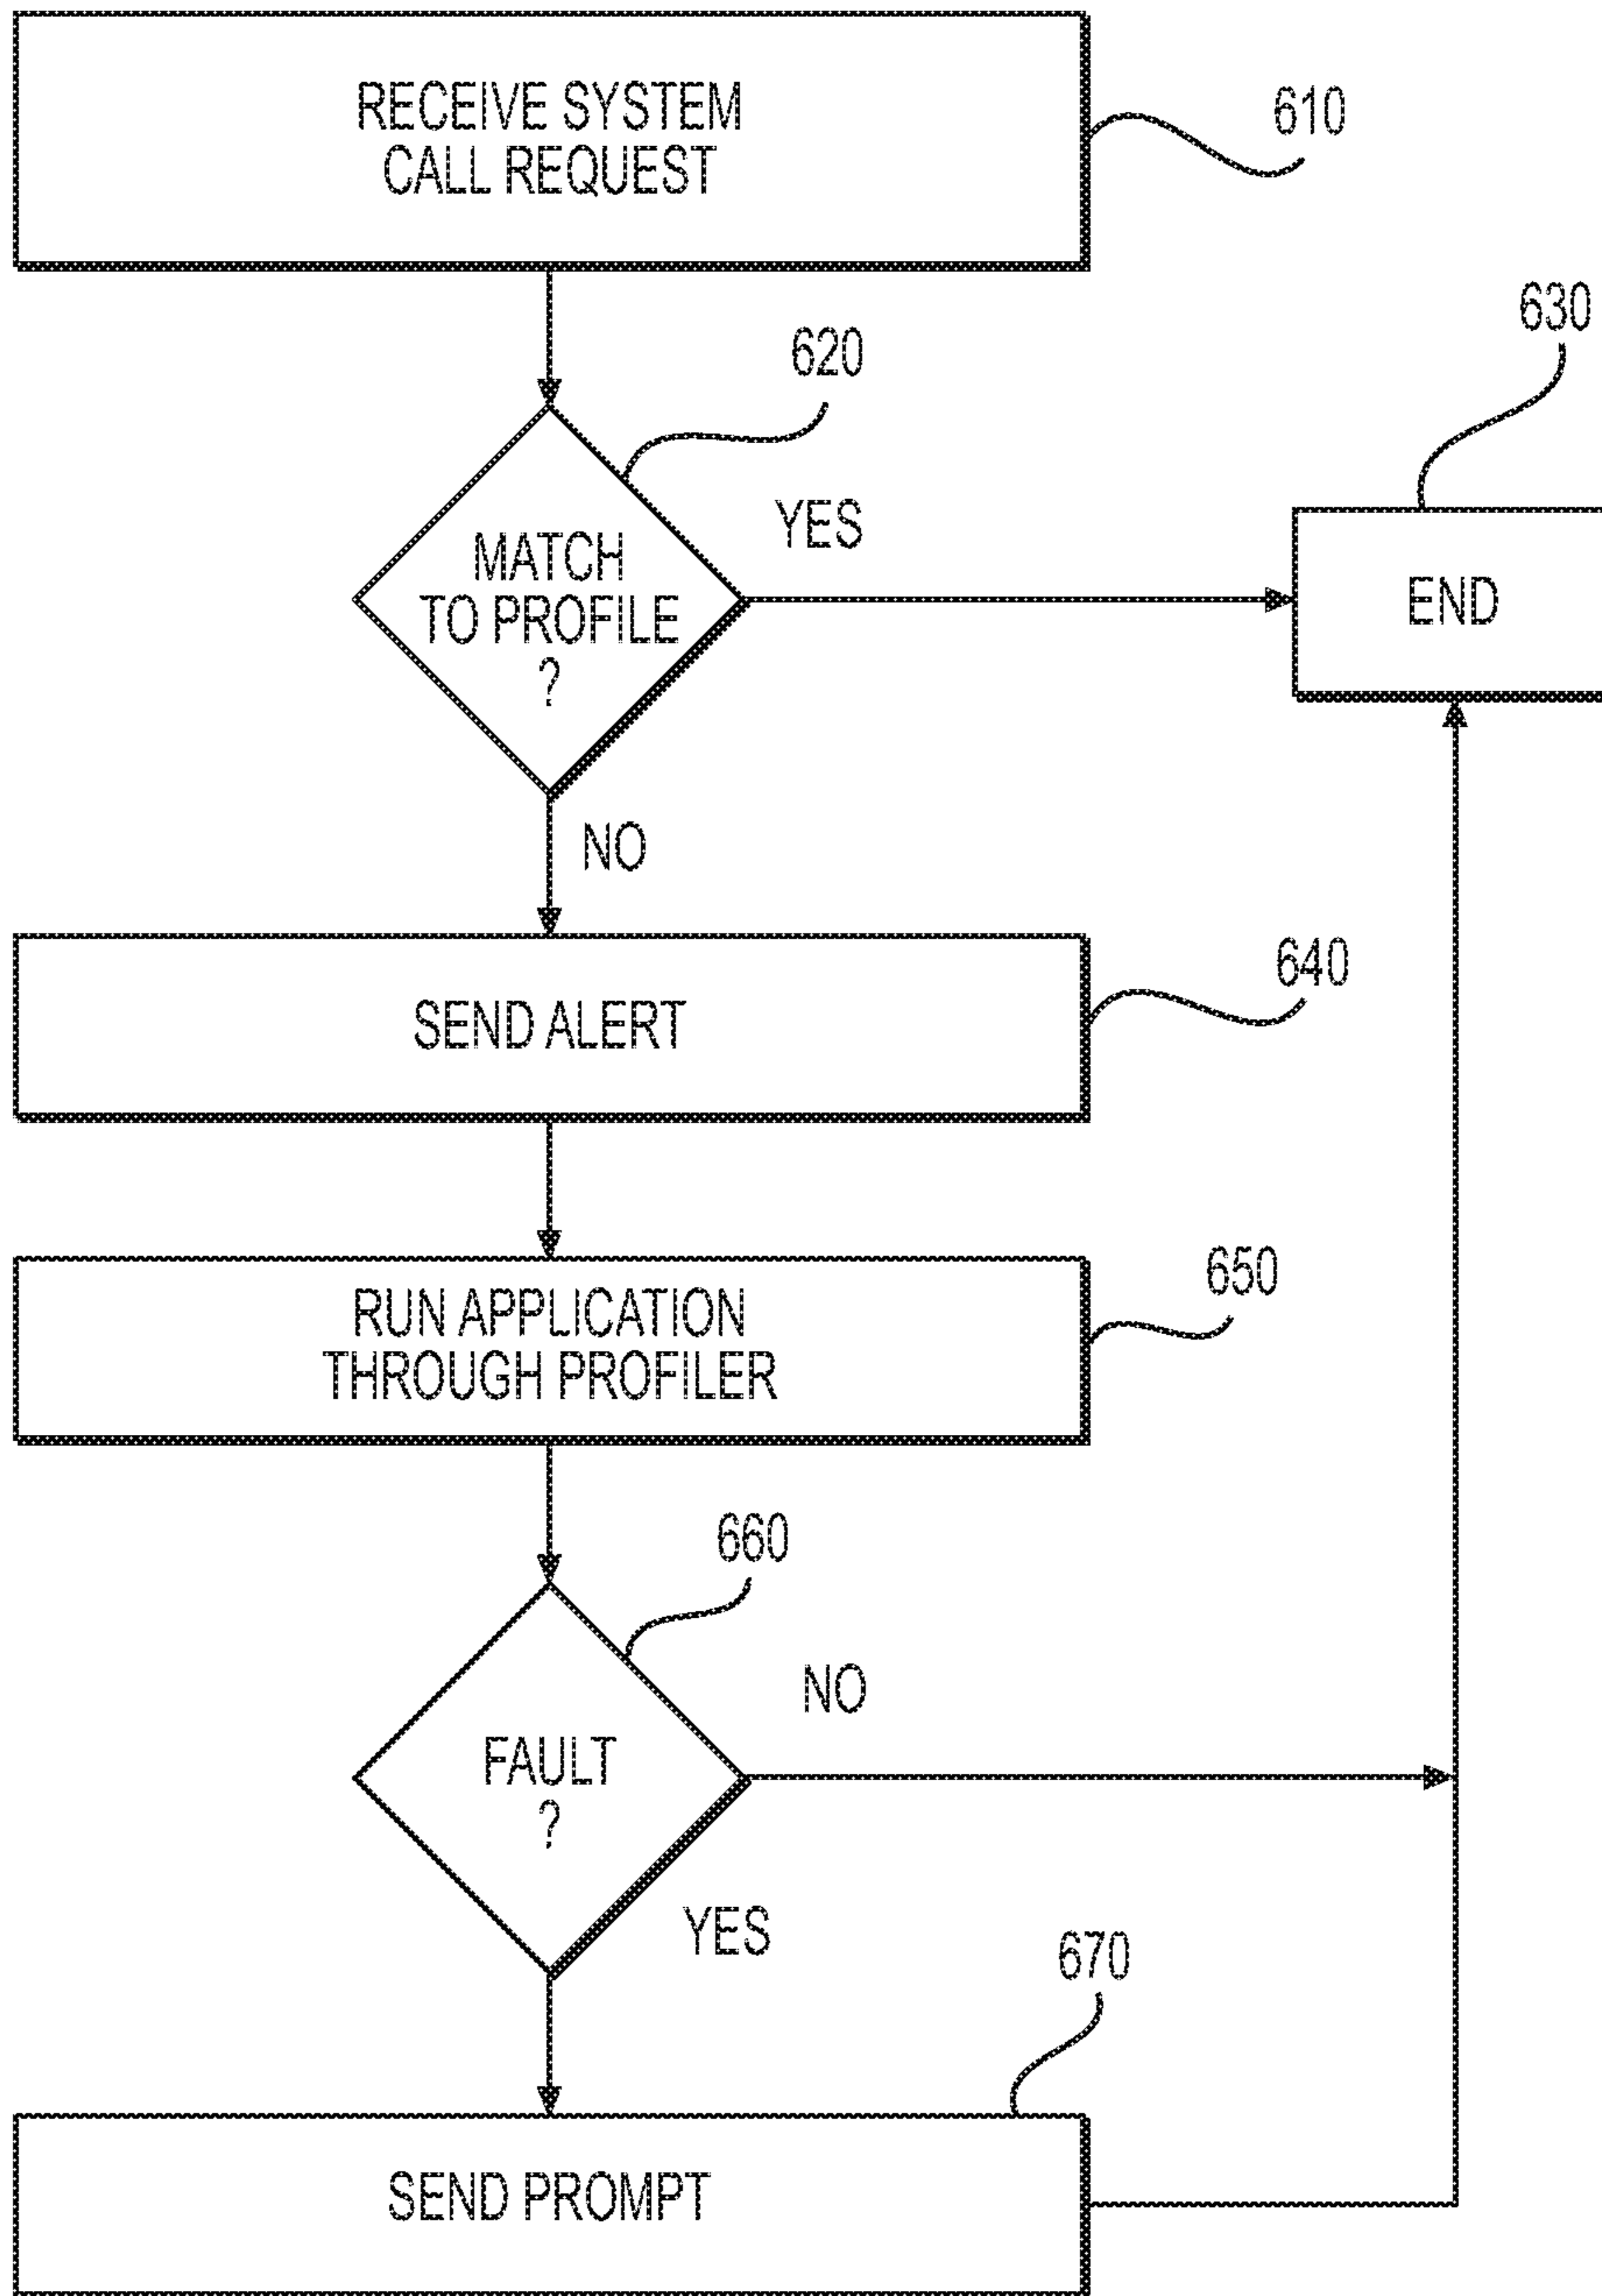 RECEIVE SYSTEM
CALL REQUEST
610
620
630
YES
MATCH
TO PROFILE
?
END
NO
640
SEND ALERT
650
RUN APPLICATION
THROUGH PROFILER
660
NO
FAULT
?
YES
670
SEND PROMPT